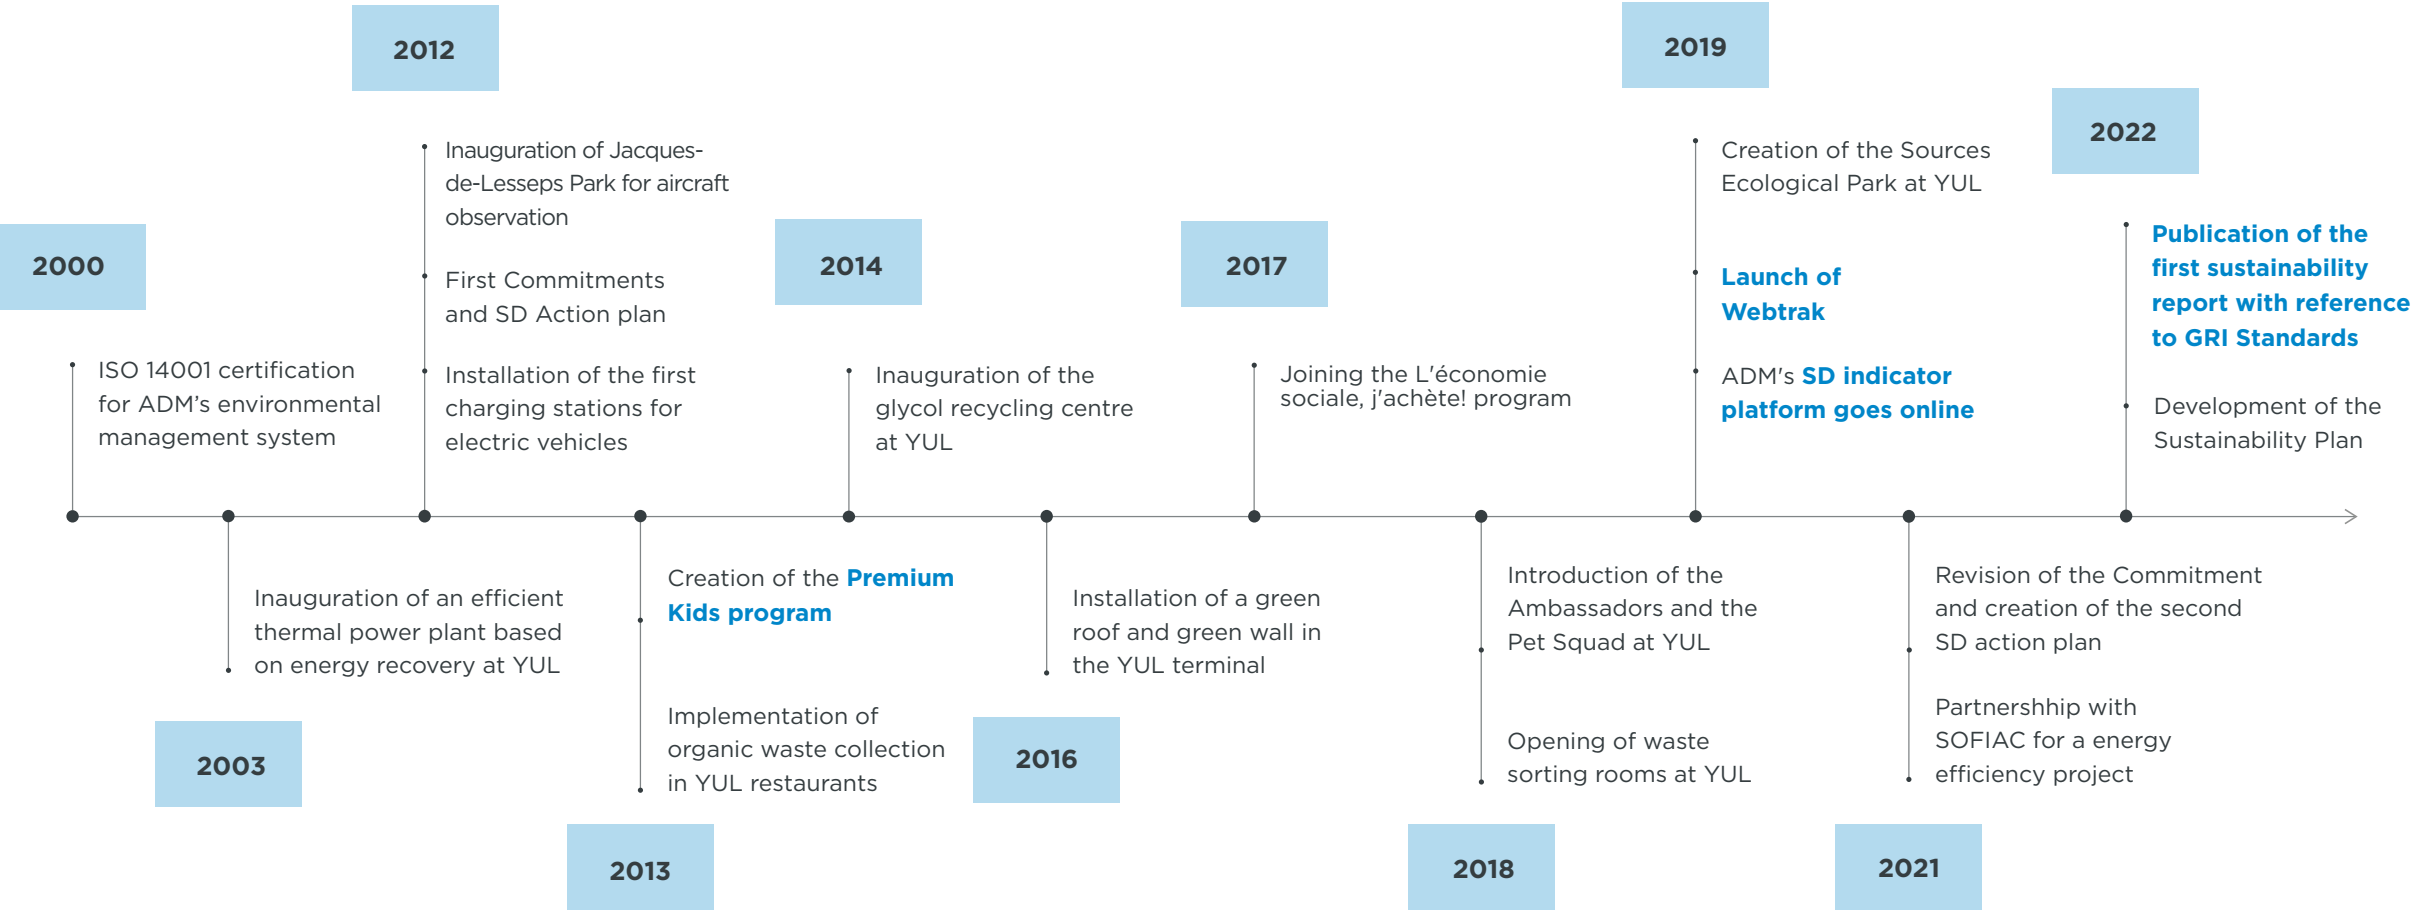 2000
ISO 14001 certification
for ADM’s environmental
management system
2003
Inauguration of an efficient
thermal power plant based
on energy recovery at YUL
2012
Inauguration of Jacques-
de-Lesseps Park for aircraft
observation
First Commitments
and SD Action plan
Installation of the first
charging stations for
electric vehicles
2013
Creation of the Premium
Kids program
Implementation of
organic waste collection
in YUL restaurants
2014
Inauguration of the
glycol recycling centre
at YUL
2016
Installation of a green
roof and green wall in
the YUL terminal
2017
Joining the L'économie
sociale, j'achète! program
2018
Introduction of the
Ambassadors and the
Pet Squad at YUL
Opening of waste
sorting rooms at YUL
2019
Creation of the Sources
Ecological Park at YUL
Launch of
Webtrak
ADM's SD indicator
platform goes online
2021
Revision of the Commitment
and creation of the second
SD action plan
Partnershhip with
SOFIAC for a energy
efficiency project
2022
Publication of the
first sustainability
report with reference
to GRI Standards
Development of the
Sustainability Plan